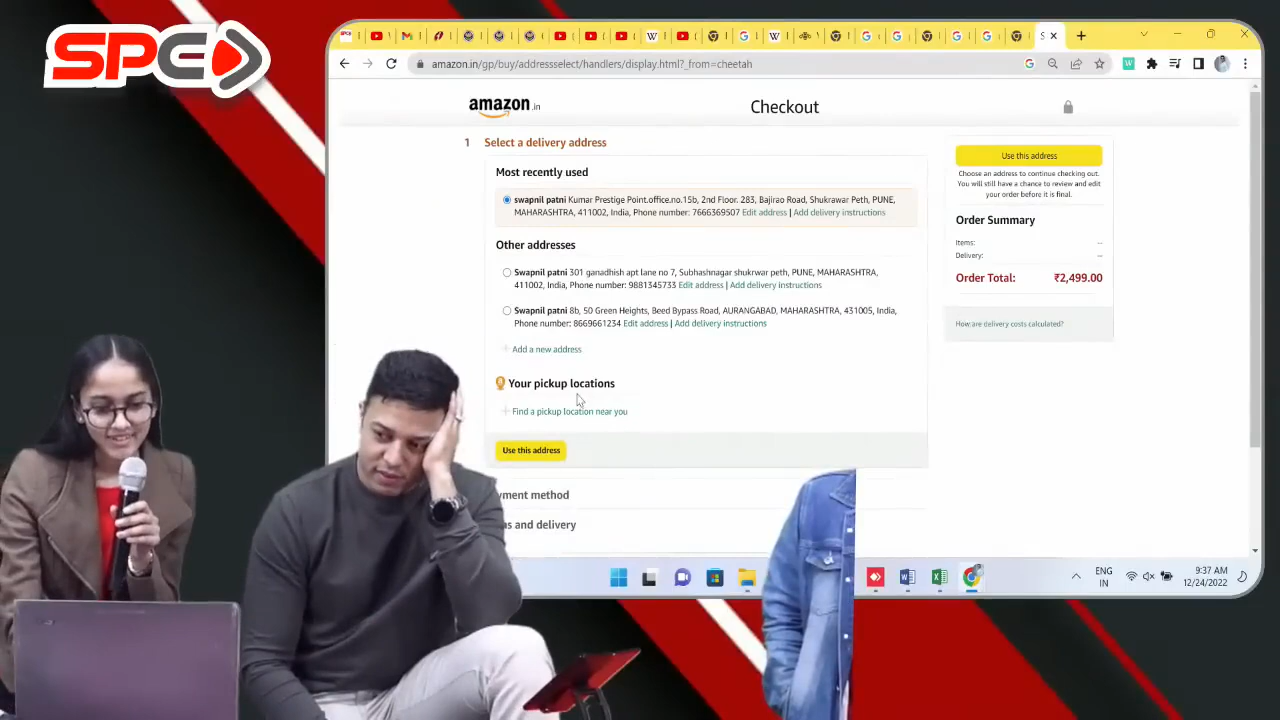 SPE
amazon.in/gp/buy/addressselect/handlers/display.html?_from=cheetah
amazon.in
Checkout
1 Select a delivery address
Most recently used
swapnil patni Kumar Prestige Point.office.no.15b, 2nd Floor. 283, Bajirao Road, Shukrawar Peth, PUNE,
MAHARASHTRA, 411002, India, Phone number: 7666369507 Edit address | Add delivery instructions
Other addresses
Swapnil patni 301 ganadhish apt lane no 7, Subhashnagar shukrwar peth, PUNE, MAHARASHTRA,
411002, India, Phone number: 9881345733 Edit address | Add delivery instructions
Swapnil patni 8b, 50 Green Heights, Beed Bypass Road, AURANGABAD, MAHARASHTRA, 431005, India,
Phone number: 8669661234 Edit address | Add delivery instructions
Add a new address
Your pickup locations
Find a pickup location near you
Use this address
yment method
s and delivery
Use this address
Choose an address to continue checking out.
You will still have a chance to review and edit
your order before it is final.
Order Summary
Items: --
Delivery: --
Order Total: ₹2,499.00
How are delivery costs calculated?
ENG
IN
9:37 AM
12/24/2022